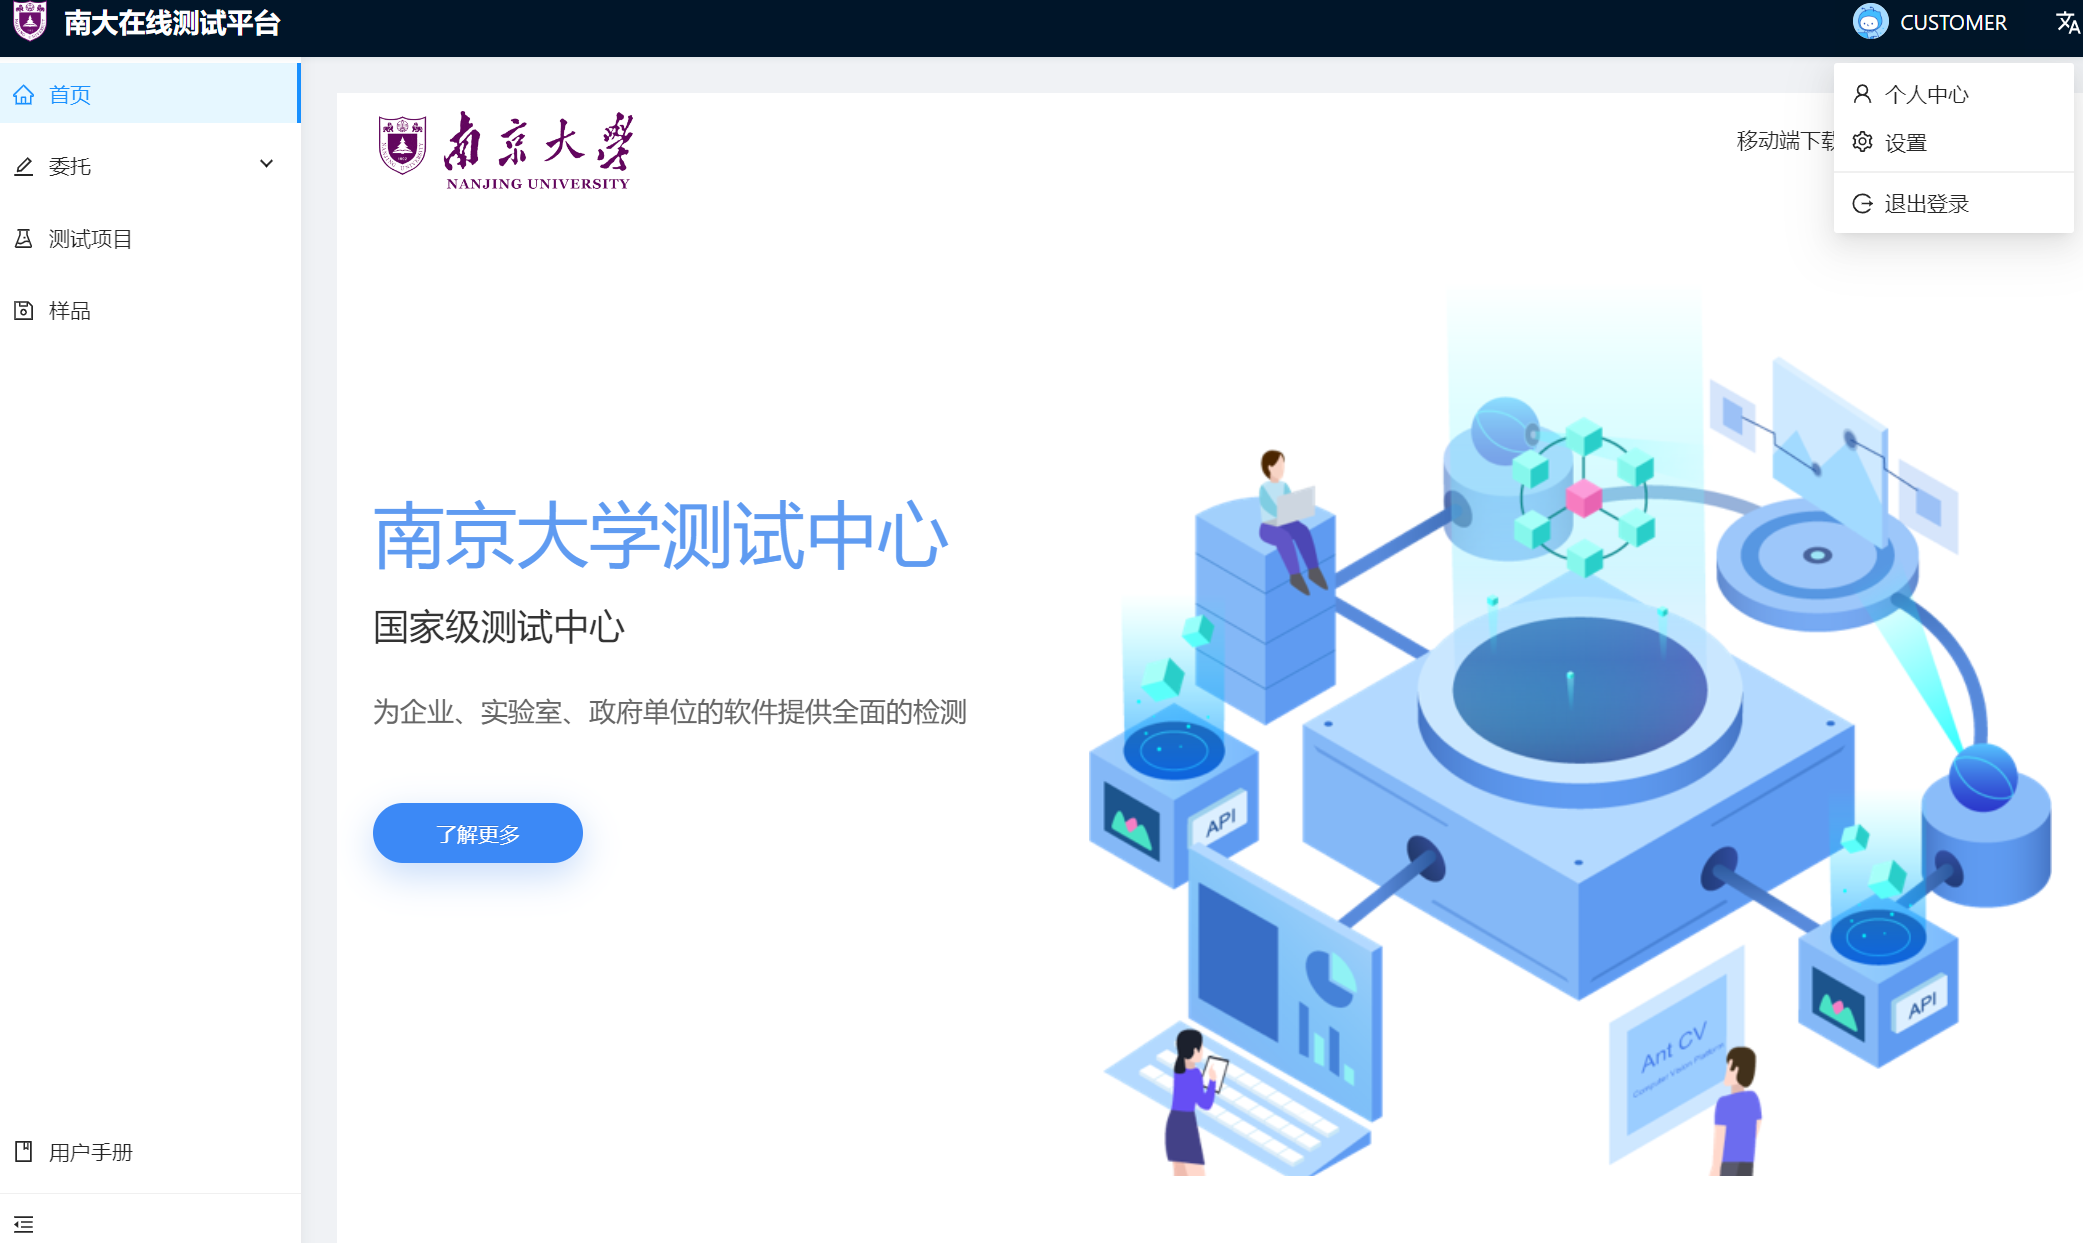 南大在线测试平台
CUSTOMER
首页
委托
测试项目
样品
用户手册
个人中心
设置
退出登录
移动端下载
南京大学
NANJING UNIVERSITY
南京大学测试中心
国家级测试中心
为企业、实验室、政府单位的软件提供全面的检测
了解更多
API
API
Ant CV
Computer Vision Platform